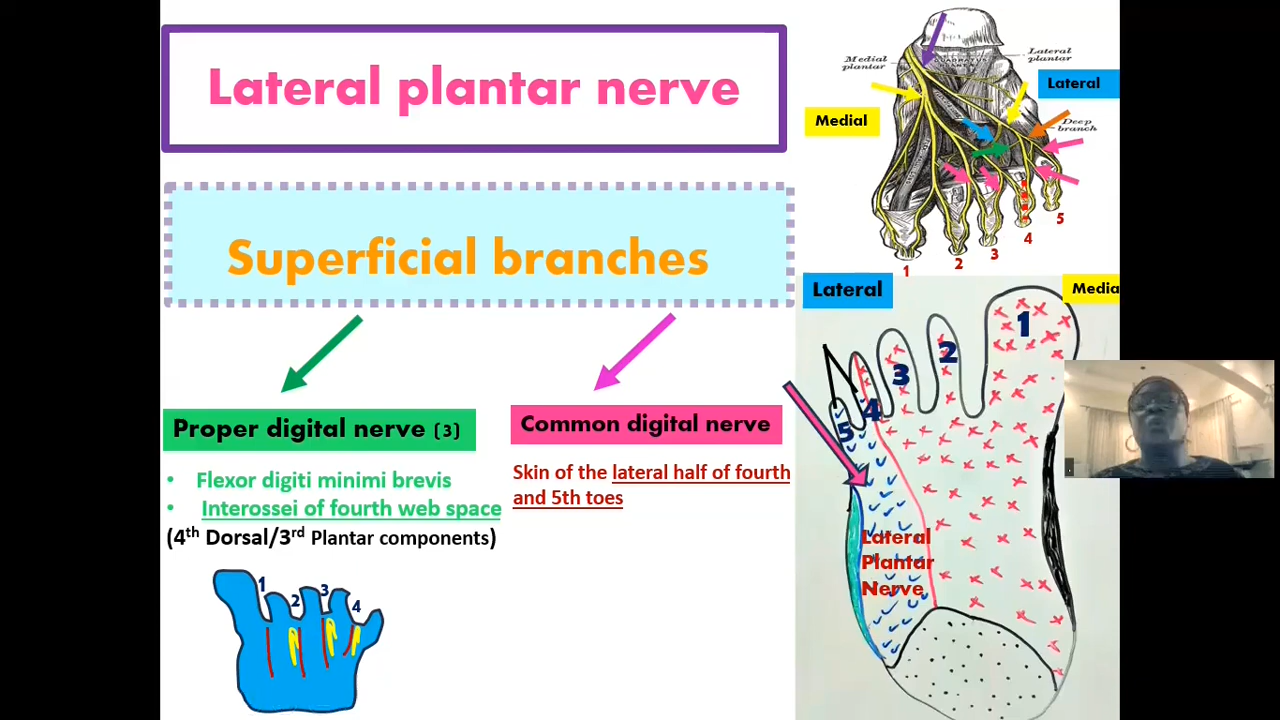 Lateral plantar nerve
Superficial branches
Proper digital nerve (3)
• Flexor digiti minimi brevis
• Interossei of fourth web space
(4th Dorsal/3rd Plantar components)
1
2
3
4
Common digital nerve
Skin of the lateral half of fourth
and 5th toes
Medial
plantar
Lateral
plantar
QUADRATUS
Lateral
Medial
Deep
branch
1
2
3
4
5
Lateral
Media
1
2
3
4
5
Lateral
Plantar
Nerve